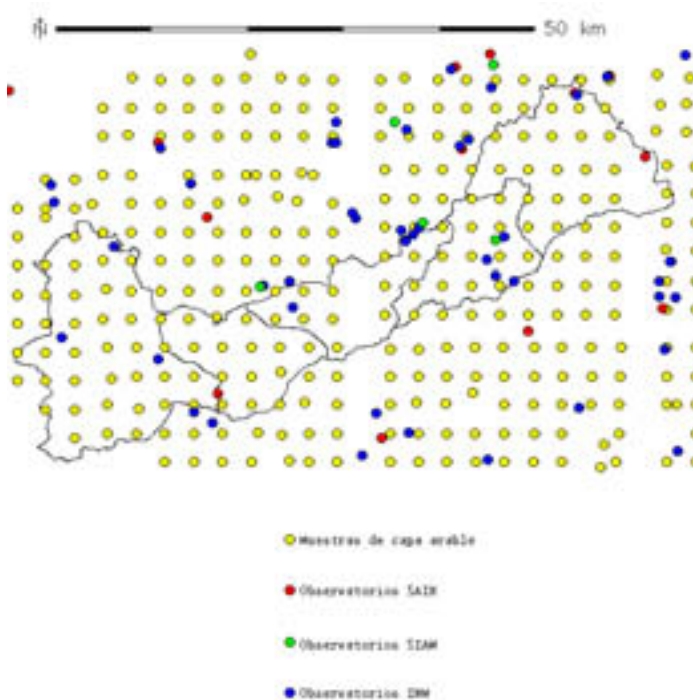 50 km
Muestras de capa arable
Observatorios SAIH
Observatorios SIAM
Observatorios INM